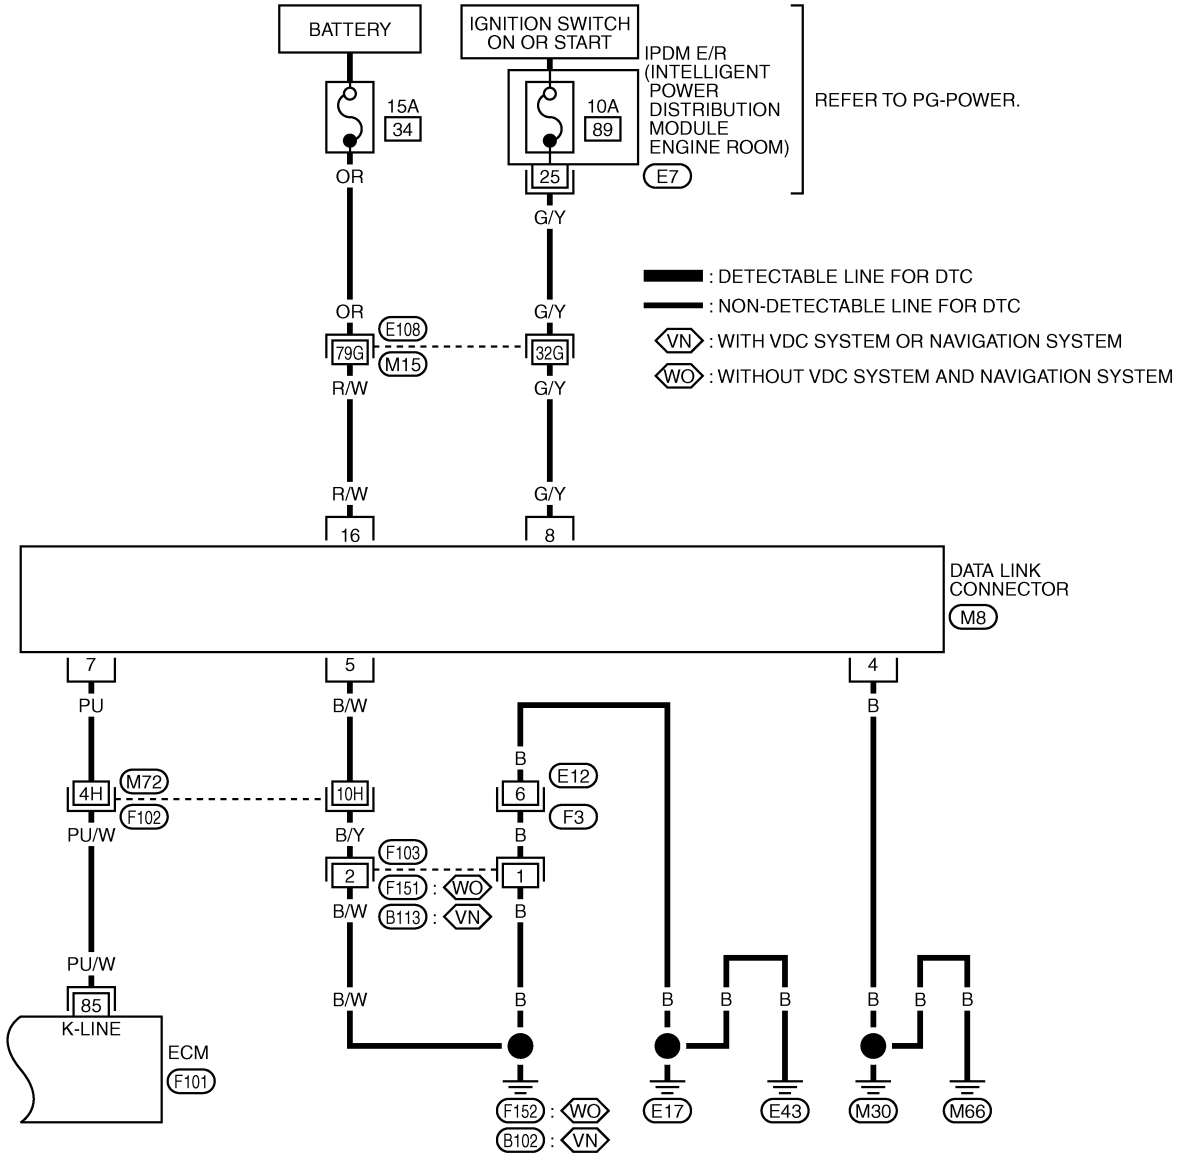 BATTERY
IGNITION SWITCH
ON OR START
IPDM E/R
(INTELLIGENT
POWER
DISTRIBUTION
MODULE
ENGINE ROOM)
REFER TO PG-POWER.
15A
34
10A
89
OR
25
E7
G/Y
: DETECTABLE LINE FOR DTC
: NON-DETECTABLE LINE FOR DTC
OR
G/Y
E108
VN : WITH VDC SYSTEM OR NAVIGATION SYSTEM
79G
32G
M15
WO : WITHOUT VDC SYSTEM AND NAVIGATION SYSTEM
R/W
G/Y
R/W
G/Y
16
8
DATA LINK
CONNECTOR
M8
7
5
4
PU
B/W
B
B
E12
M72
4H
10H
6
F102
F3
PU/W
B/Y
B
F103
2
1
F151 : WO
B/W
B
B113 : VN
PU/W
B/W
B
B
B
B
B
B
B
85
K-LINE
ECM
F101
F152 : WO
E17
E43
M30
M66
B102 : VN